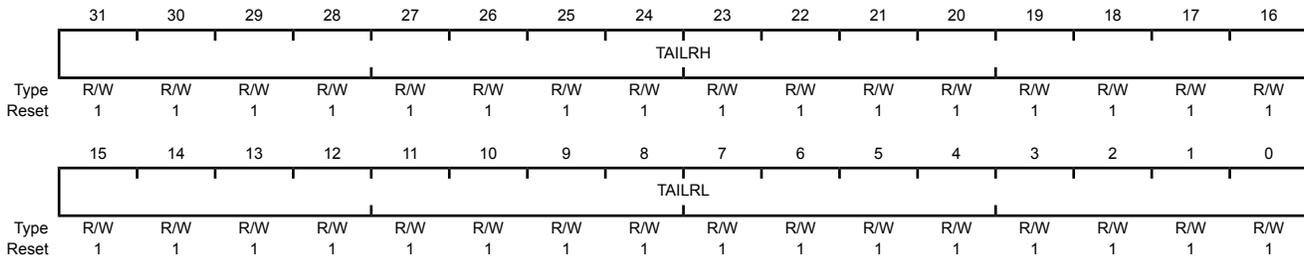 31 30 29 28 27 26 25 24 23 22 21 20 19 18 17 16
TAILRH
Type R/W R/W R/W R/W R/W R/W R/W R/W R/W R/W R/W R/W R/W R/W R/W R/W
Reset 1 1 1 1 1 1 1 1 1 1 1 1 1 1 1 1
15 14 13 12 11 10 9 8 7 6 5 4 3 2 1 0
TAILRL
Type R/W R/W R/W R/W R/W R/W R/W R/W R/W R/W R/W R/W R/W R/W R/W R/W
Reset 1 1 1 1 1 1 1 1 1 1 1 1 1 1 1 1